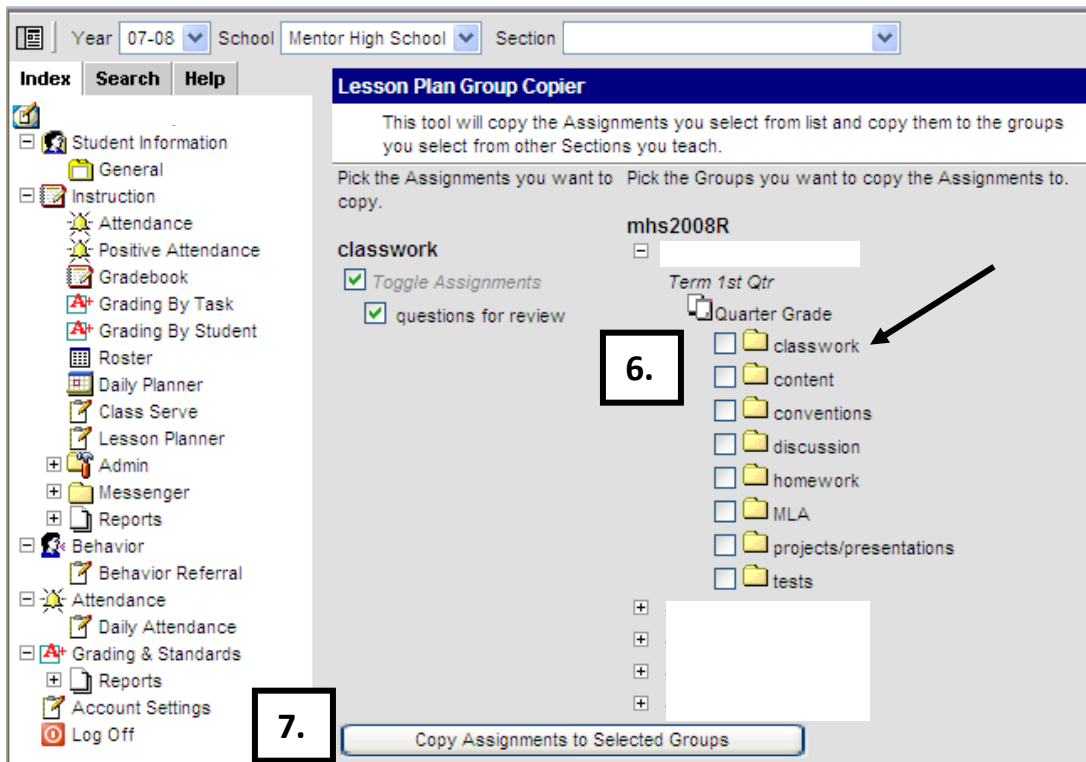 Year 07-08 School Mentor High School Section
Index Search Help
Student Information
General
Instruction
Attendance
Positive Attendance
Gradebook
Grading By Task
Grading By Student
Roster
Daily Planner
Class Serve
Lesson Planner
Admin
Messenger
Reports
Behavior
Behavior Referral
Attendance
Daily Attendance
Grading & Standards
Reports
Account Settings
Log Off
Lesson Plan Group Copier
This tool will copy the Assignments you select from list and copy them to the groups
you select from other Sections you teach.
Pick the Assignments you want to
copy.
classwork
Toggle Assignments
questions for review
Pick the Groups you want to copy the Assignments to.
mhs2008R
Term 1st Qtr
Quarter Grade
6.
classwork
content
conventions
discussion
homework
MLA
projects/presentations
tests
7.
Copy Assignments to Selected Groups